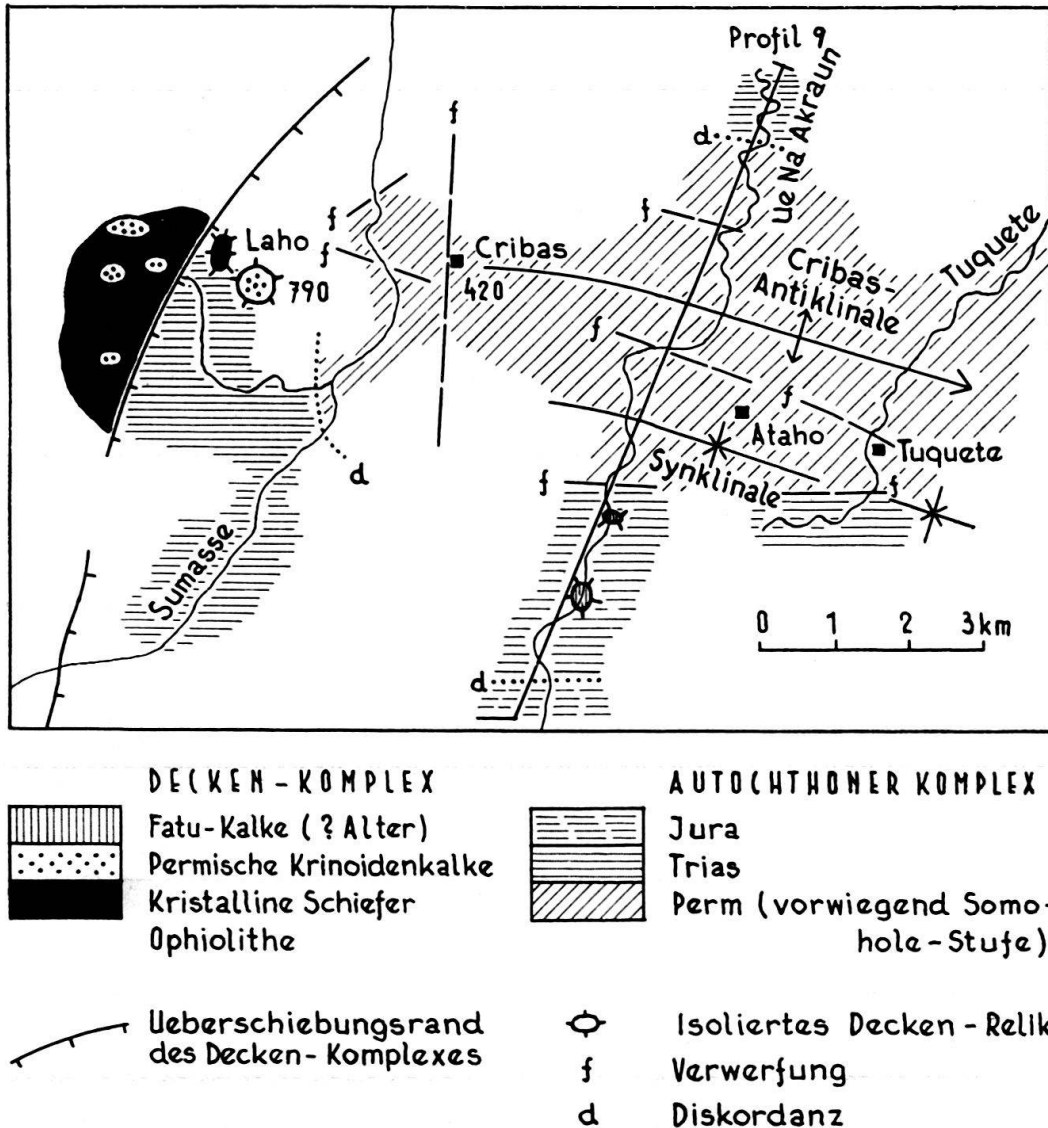 Profil 9
f
d
Ue Na Akraun
f
f
f
Laho
Cribas
790
420
Cribas-
Antiklinale
Tuquete
f
f
Ataho
Tuquete
d
f
Synklinale
f
Sumasse
0 1 2 3km
d
DECKEN-KOMPLEX
Fatu-Kalke (? Alter)
Permische Krinoidenkalke
Kristalline Schiefer
Ophiolithe
AUTOCHTHONER KOMPLEX
Jura
Trias
Perm (vorwiegend Somo-
hole-Stufe)
Ueberschiebungsrand
des Decken-Komplexes
Isoliertes Decken-Relik
f Verwerfung
d Diskordanz